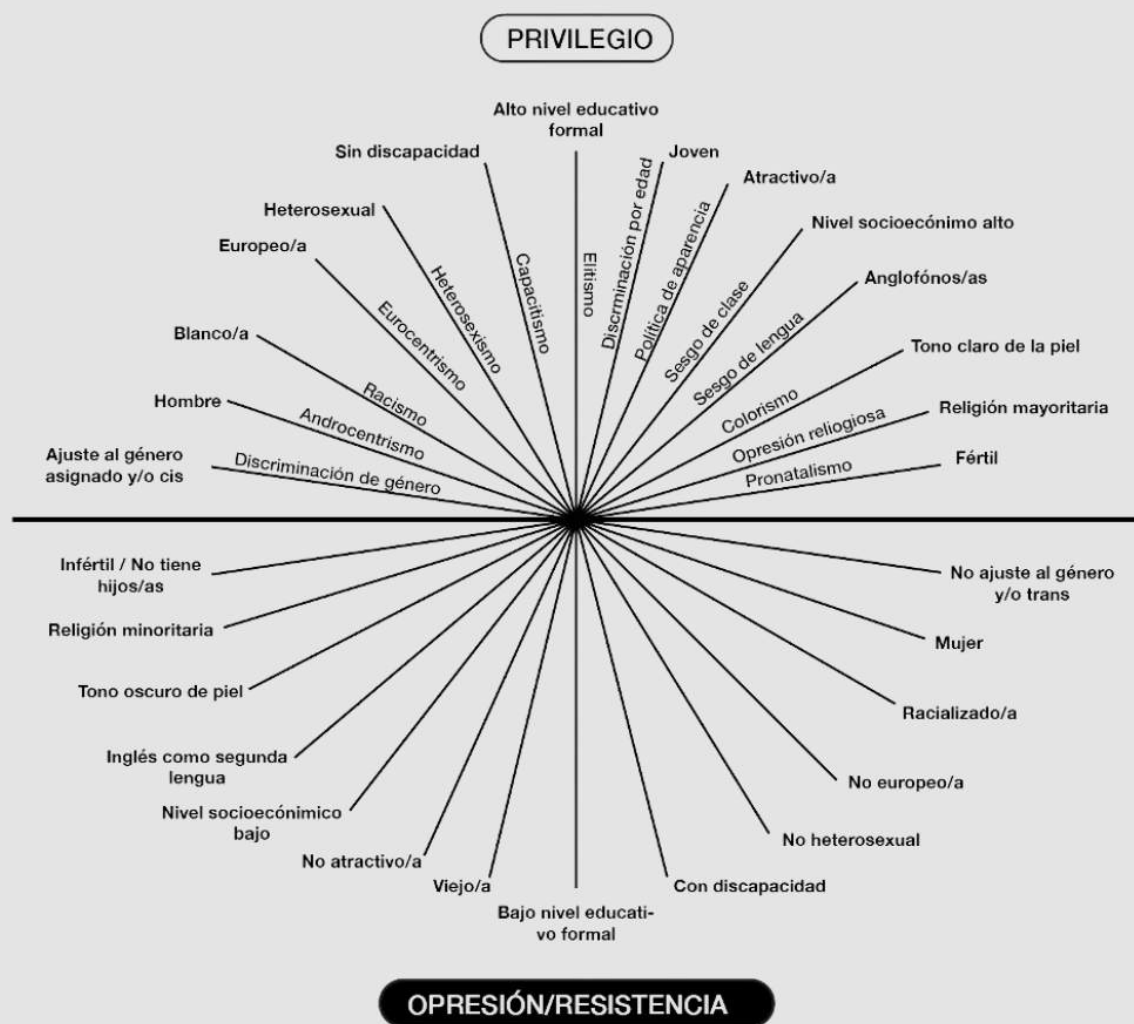 PRIVILEGIO
Alto nivel educativo
formal
Sin discapacidad
Joven
Atractivo/a
Heterosexual
Nivel socioecónimo alto
Europeo/a
Anglofónos/as
Blanco/a
Tono claro de la piel
Hombre
Religión mayoritaria
Ajuste al género
asignado y/o cis
Fértil
Discriminación de género
Androcentrismo
Racismo
Eurocentrismo
Heterosexismo
Capacitismo
Elitismo
Discrminación por edad
Política de aparencia
Sesgo de clase
Sesgo de lengua
Colorismo
Opresión reliogiosa
Pronatalismo
Infértil / No tiene
hijos/as
No ajuste al género
y/o trans
Religión minoritaria
Mujer
Tono oscuro de piel
Racializado/a
Inglés como segunda
lengua
No europeo/a
Nivel socioecónimico
bajo
No heterosexual
No atractivo/a
Viejo/a
Con discapacidad
Bajo nivel educati-
vo formal
OPRESIÓN/RESISTENCIA